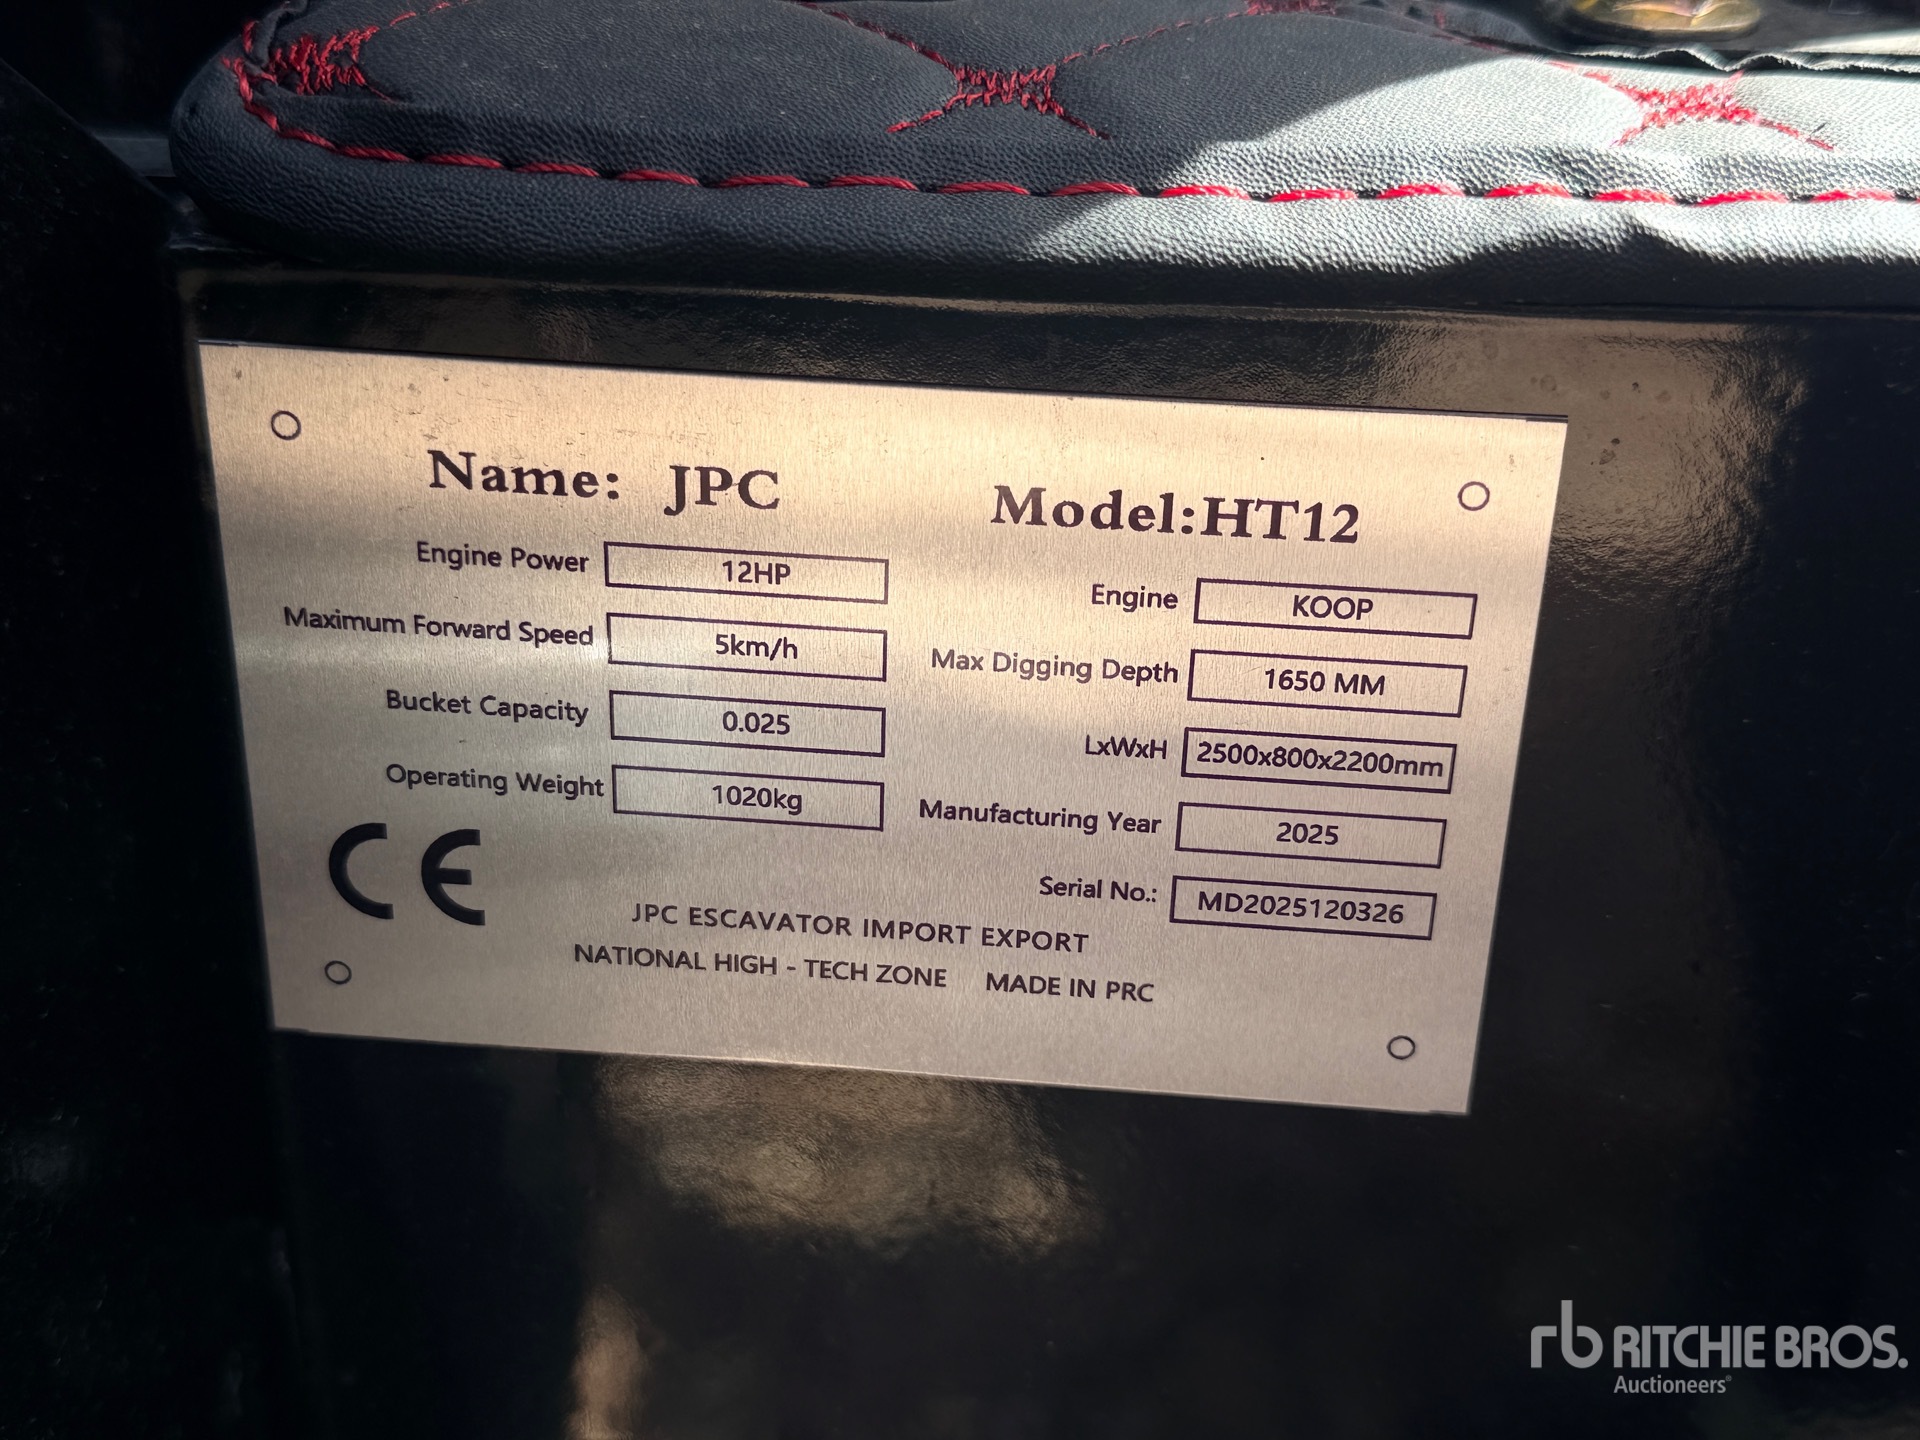 Name: JPC
Model:HT12
Engine Power 12HP
Maximum Forward Speed 5km/h
Bucket Capacity 0.025
Operating Weight 1020kg
Engine KOOP
Max Digging Depth 1650 MM
LxWxH 2500x800x2200mm
Manufacturing Year 2025
Serial No.: MD2025120326
CE
JPC ESCAVATOR IMPORT EXPORT
NATIONAL HIGH - TECH ZONE MADE IN PRC
rb RITCHIE BROS.
Auctioneers®